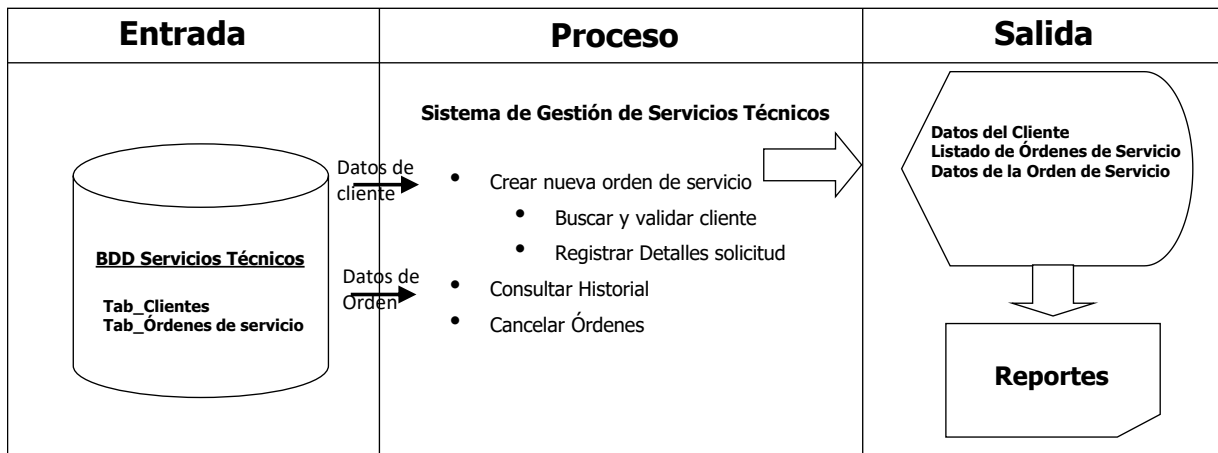 Entrada
Proceso
Salida
BDD Servicios Técnicos
Tab_Clientes
Tab_Órdenes de servicio
Datos de
cliente
Datos de
Orden
Sistema de Gestión de Servicios Técnicos
• Crear nueva orden de servicio
• Buscar y validar cliente
• Registrar Detalles solicitud
• Consultar Historial
• Cancelar Órdenes
Datos del Cliente
Listado de Órdenes de Servicio
Datos de la Orden de Servicio
Reportes